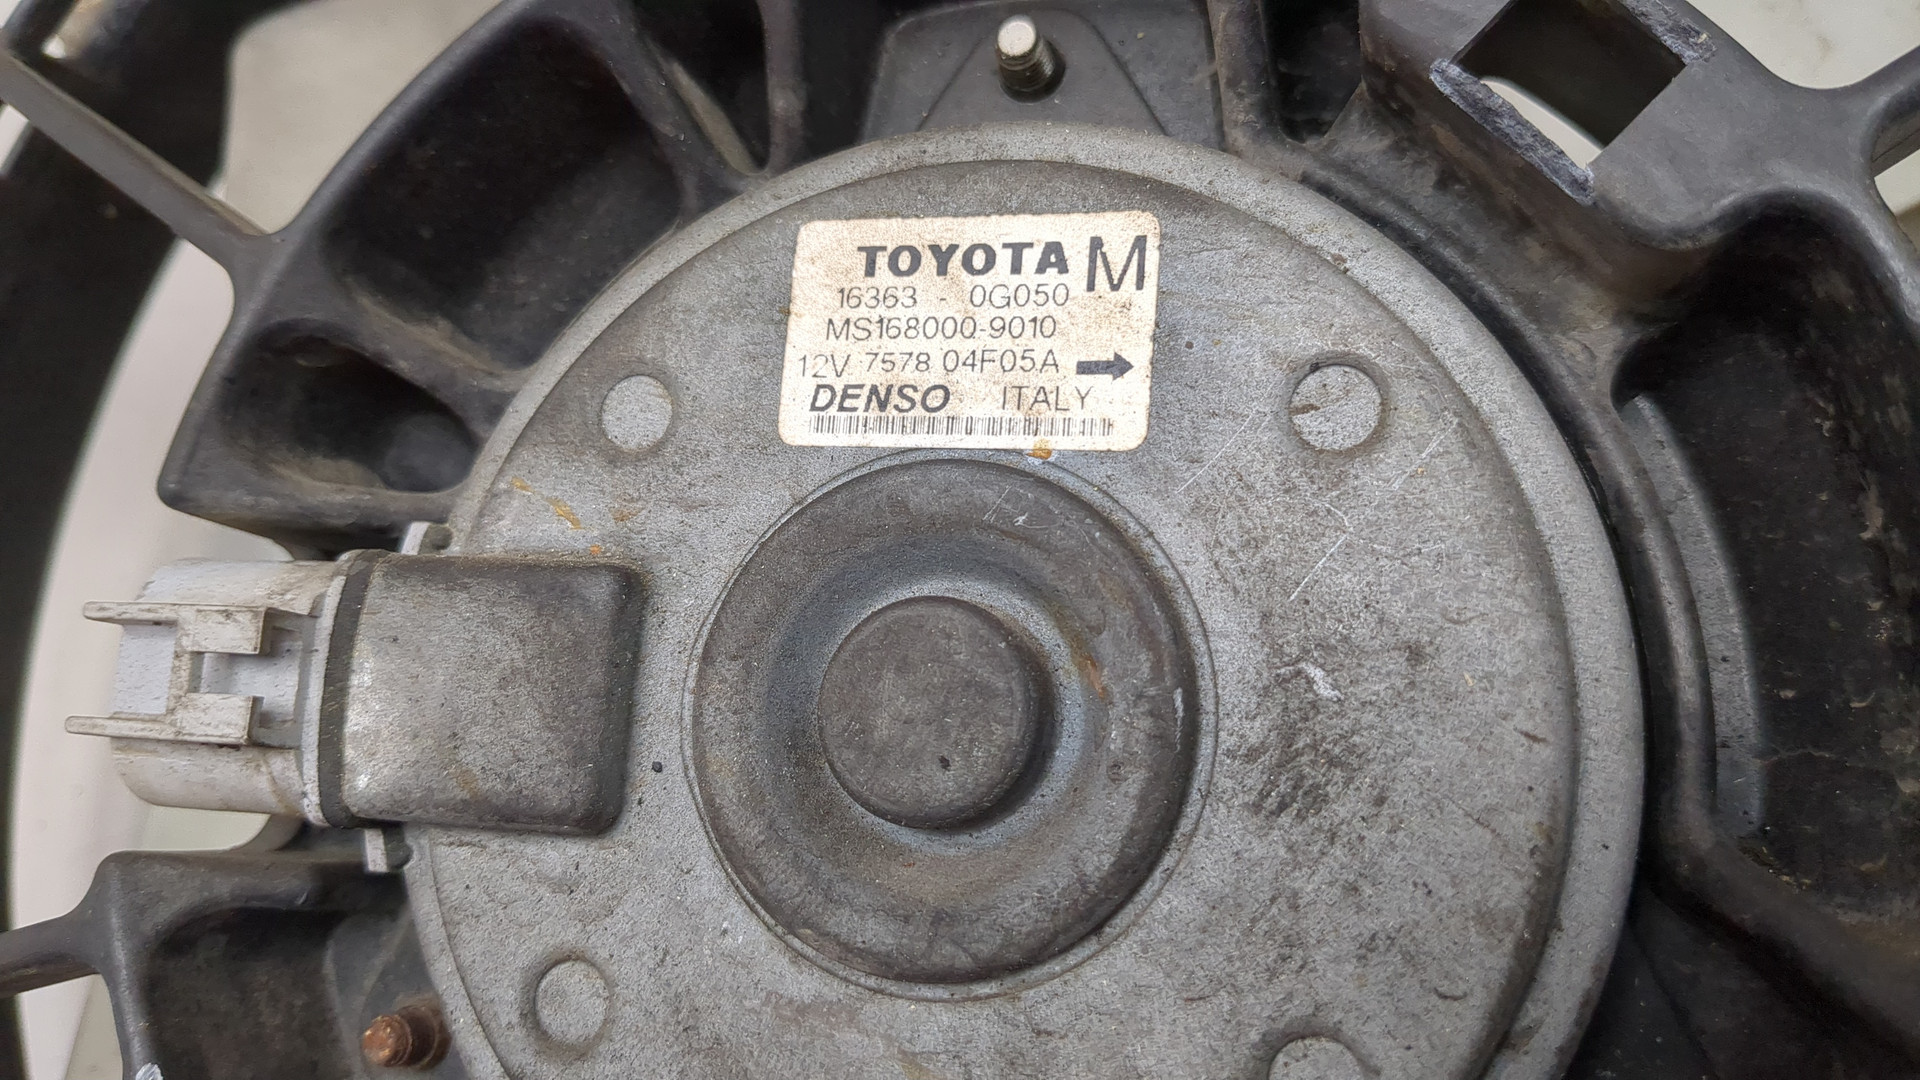 TOYOTA M
16363 - 0G050
MS168000-9010
12V 7578 04F05A
DENSO ITALY